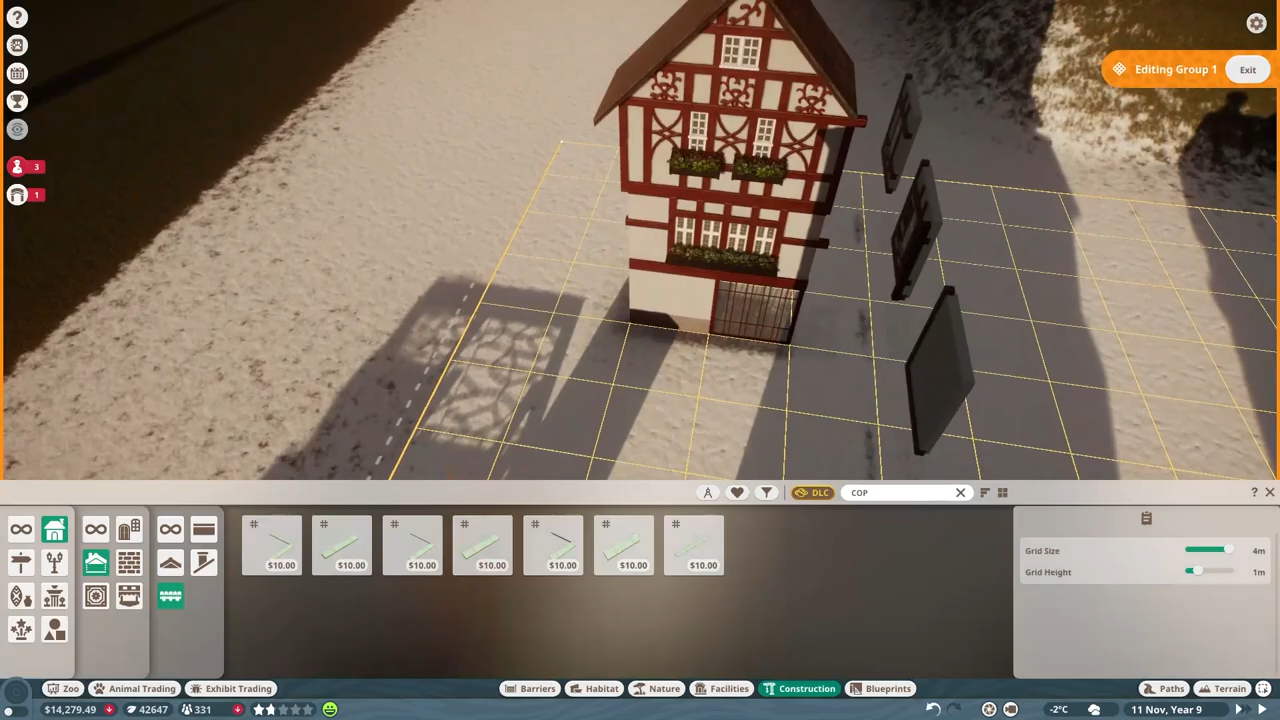 ?
Editing Group 1
Exit
3
1
DLC
COP
?
$10.00
$10.00
$10.00
$10.00
$10.00
$10.00
$10.00
Grid Size
4m
Grid Height
1m
Zoo
Animal Trading
Exhibit Trading
Barriers
Habitat
Nature
Facilities
Construction
Blueprints
Paths
Terrain
$14,279.49
42647
331
-2°C
11 Nov, Year 9